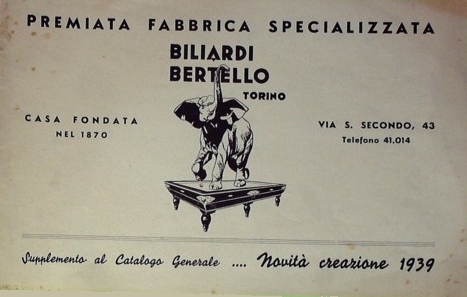 PREMIATA FABBRICA SPECIALIZZATA
BILIARDI
BERTELLO
TORINO
CASA FONDATA
NEL 1870
VIA S. SECONDO, 43
Telefono 41.014
Supplemento al Catalogo Generale .... Novità creazione 1939